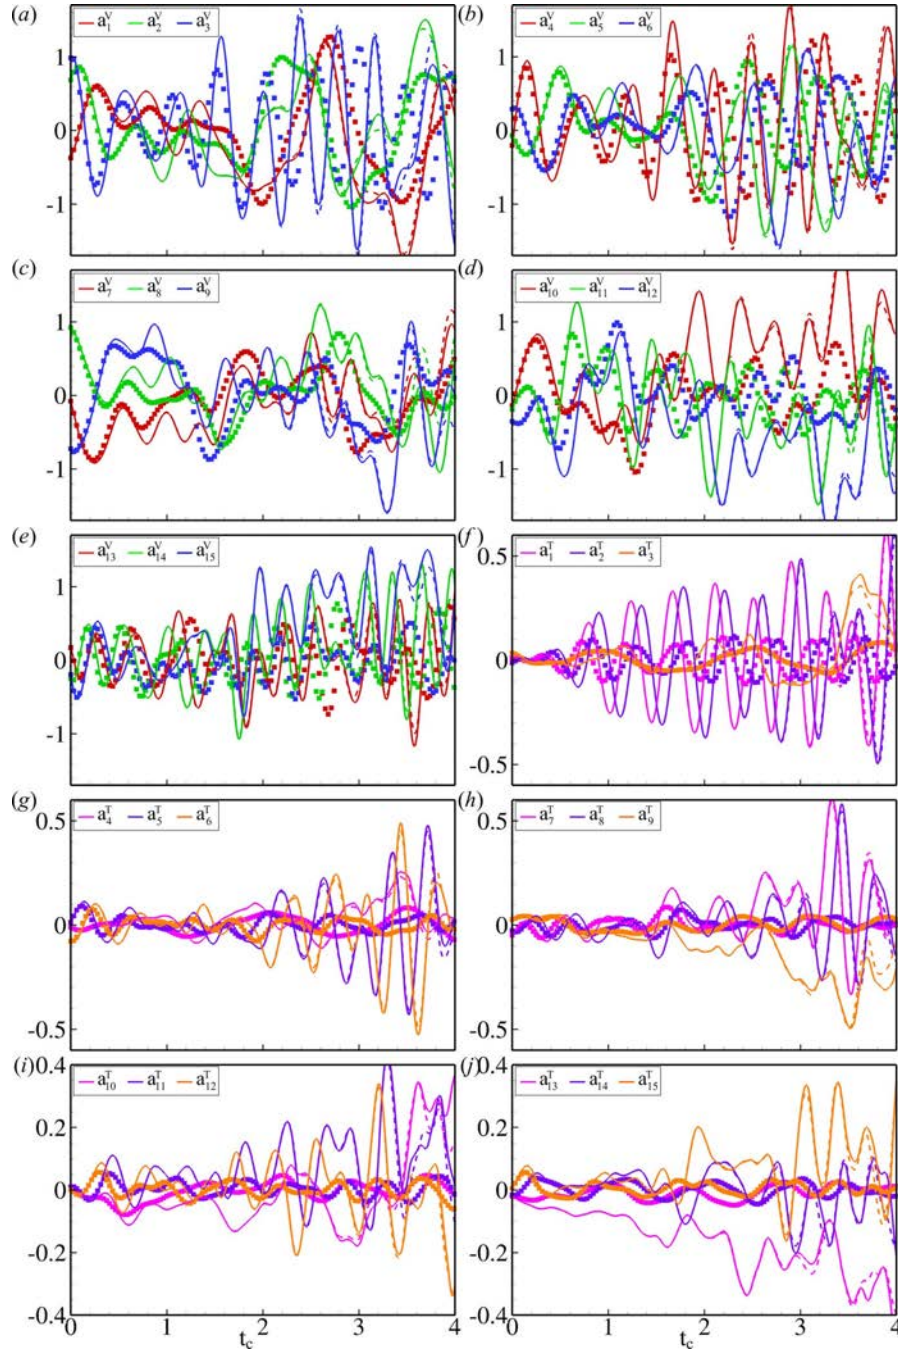 (a) a₁ⱽ a₂ⱽ a₃ⱽ
(b) a₄ⱽ a₅ⱽ a₆ⱽ
1
0
-1
1
0
-1
(c) a₇ⱽ a₈ⱽ a₉ⱽ
(d) a₁₀ⱽ a₁₁ⱽ a₁₂ⱽ
1
0
-1
1
0
-1
(e) a₁₃ⱽ a₁₄ⱽ a₁₅ⱽ
(f) a₁ᵀ a₂ᵀ a₃ᵀ
1
0
-1
0.5
0
-0.5
(g) a₄ᵀ a₅ᵀ a₆ᵀ
(h) a₇ᵀ a₈ᵀ a₉ᵀ
0.5
0
-0.5
0.5
0
-0.5
(i) a₁₀ᵀ a₁₁ᵀ a₁₂ᵀ
(j) a₁₃ᵀ a₁₄ᵀ a₁₅ᵀ
0.4
0.2
0
-0.2
-0.4
0.4
0.2
0
-0.2
-0.4
0 1 2 3 4
t_c
0 1 2 3 4
t_c